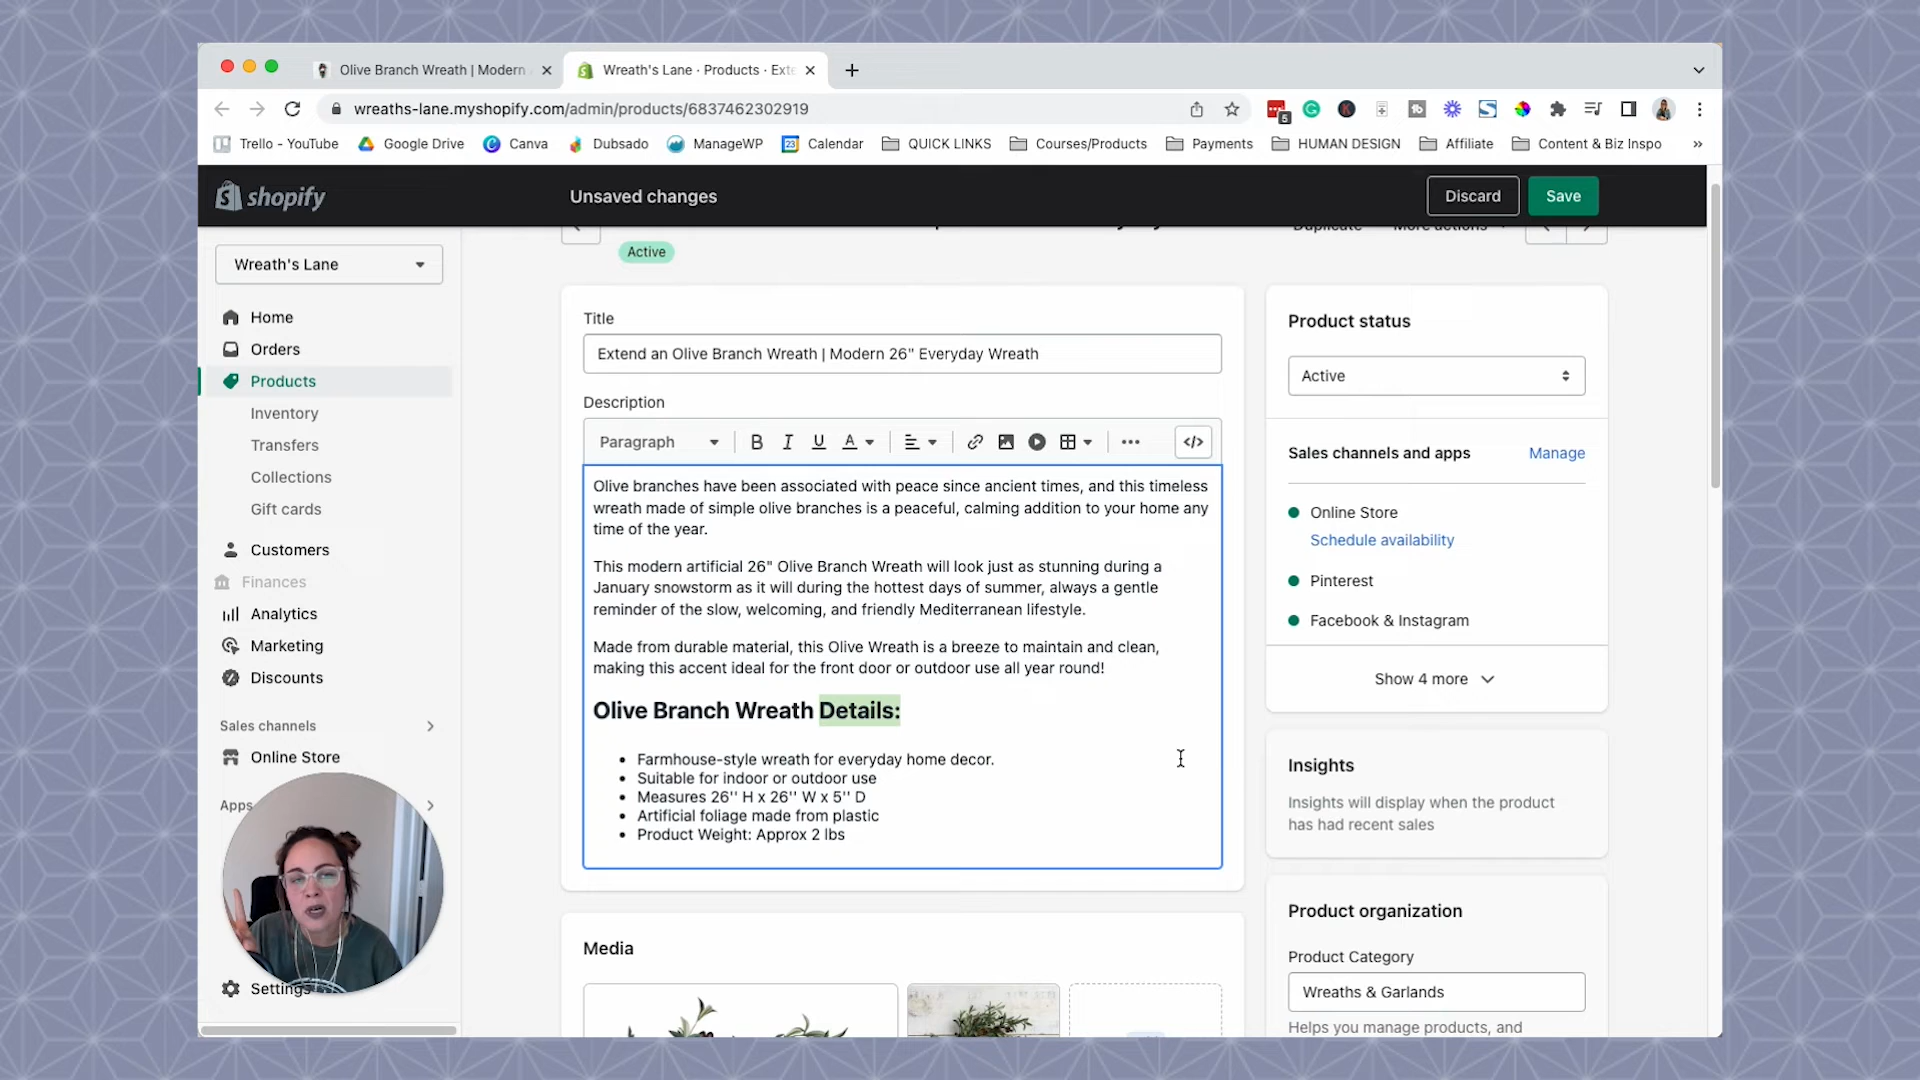 Olive Branch Wreath | Modern
Wreath's Lane · Products · Exte
wreaths-lane.myshopify.com/admin/products/6837462302919
5
Trello - YouTube
Google Drive
Canva
Dubsado
ManageWP
23
Calendar
QUICK LINKS
Courses/Products
Payments
HUMAN DESIGN
Affiliate
Content & Biz Inspo
»
shopify
Unsaved changes
Discard
Save
Wreath's Lane
Home
Orders
Products
Inventory
Transfers
Collections
Gift cards
Customers
Finances
Analytics
Marketing
Discounts
Sales channels
Online Store
Apps
Settings
Duplicate
More actions
Active
Title
Extend an Olive Branch Wreath | Modern 26" Everyday Wreath
Description
Paragraph
B I U A
</>
Olive branches have been associated with peace since ancient times, and this timeless
wreath made of simple olive branches is a peaceful, calming addition to your home any
time of the year.
This modern artificial 26" Olive Branch Wreath will look just as stunning during a
January snowstorm as it will during the hottest days of summer, always a gentle
reminder of the slow, welcoming, and friendly Mediterranean lifestyle.
Made from durable material, this Olive Wreath is a breeze to maintain and clean,
making this accent ideal for the front door or outdoor use all year round!
Olive Branch Wreath Details:
• Farmhouse-style wreath for everyday home decor.
• Suitable for indoor or outdoor use
• Measures 26'' H x 26'' W x 5'' D
• Artificial foliage made from plastic
• Product Weight: Approx 2 lbs
Media
Product status
Active
Sales channels and apps
Manage
Online Store
Schedule availability
Pinterest
Facebook & Instagram
Show 4 more
Insights
Insights will display when the product
has had recent sales
Product organization
Product Category
Wreaths & Garlands
Helps you manage products, and